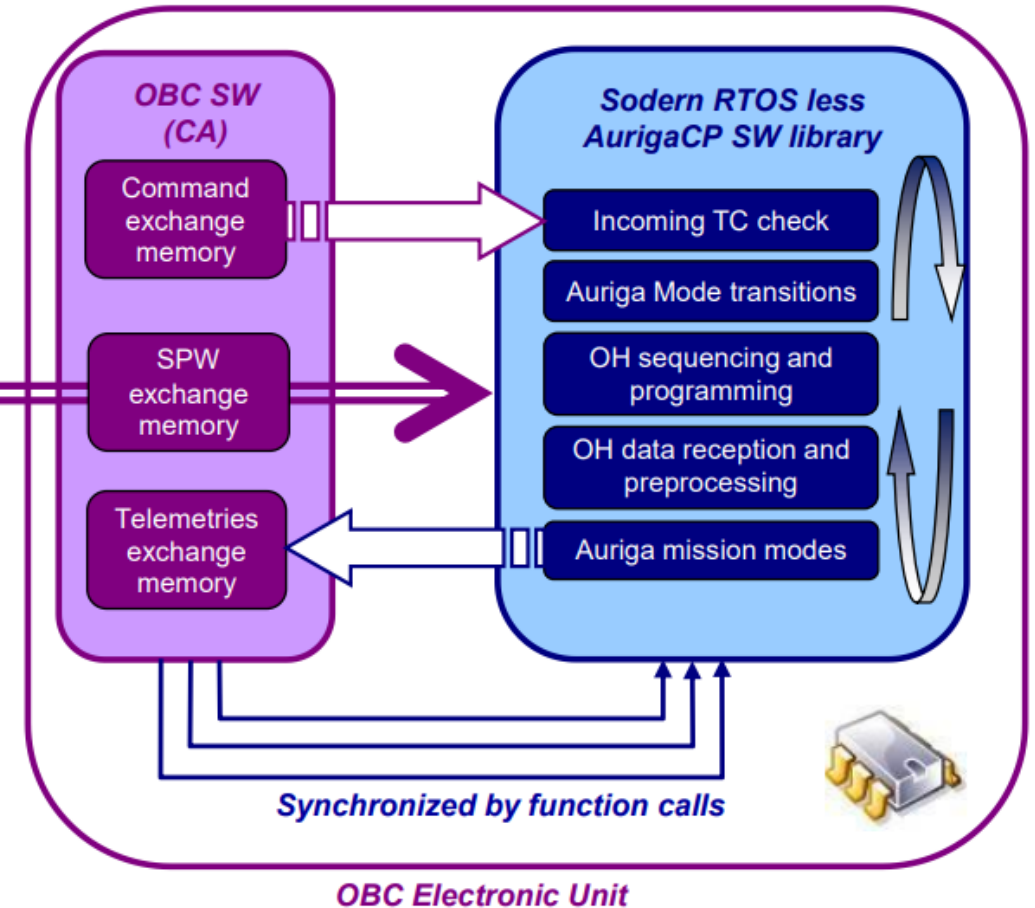 OBC SW
(CA)
Command
exchange
memory
SPW
exchange
memory
Telemetries
exchange
memory
Sodern RTOS less
AurigaCP SW library
Incoming TC check
Auriga Mode transitions
OH sequencing and
programming
OH data reception and
preprocessing
Auriga mission modes
Synchronized by function calls
OBC Electronic Unit